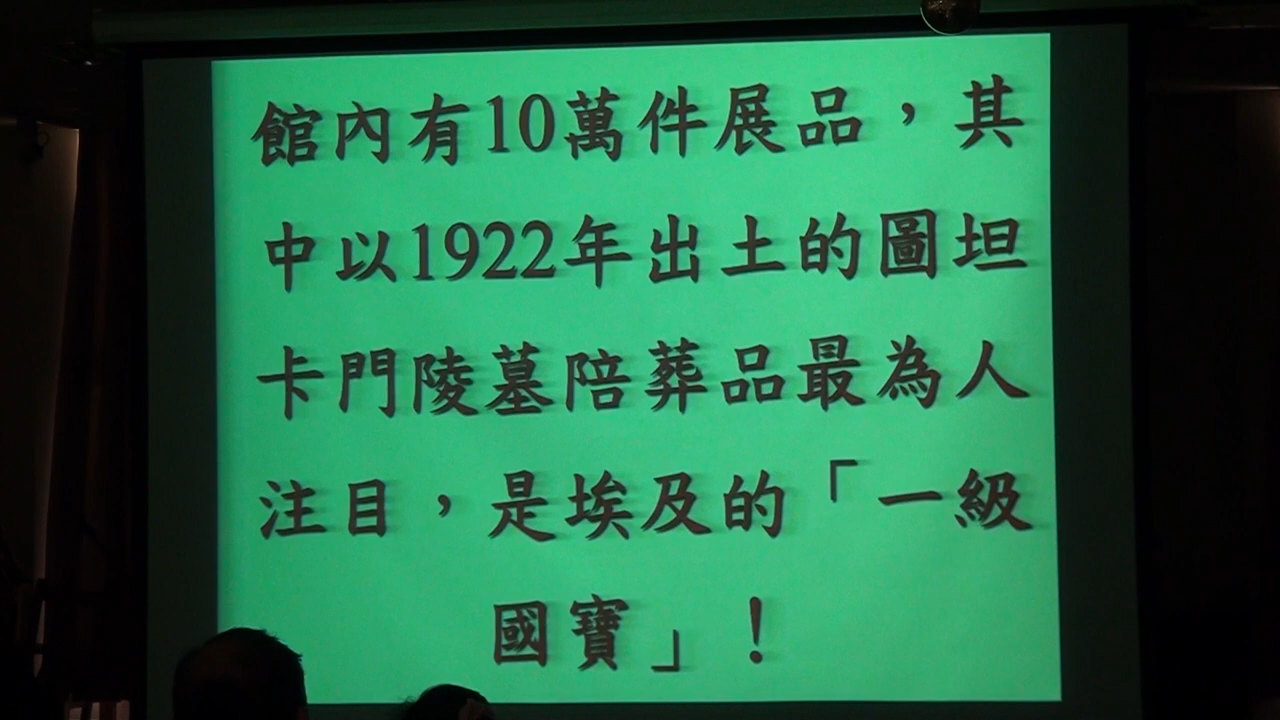 館內有10萬件展品，其
中以1922年出土的圖坦
卡門陵墓陪葬品最為人
注目，是埃及的「一級
國寶」！